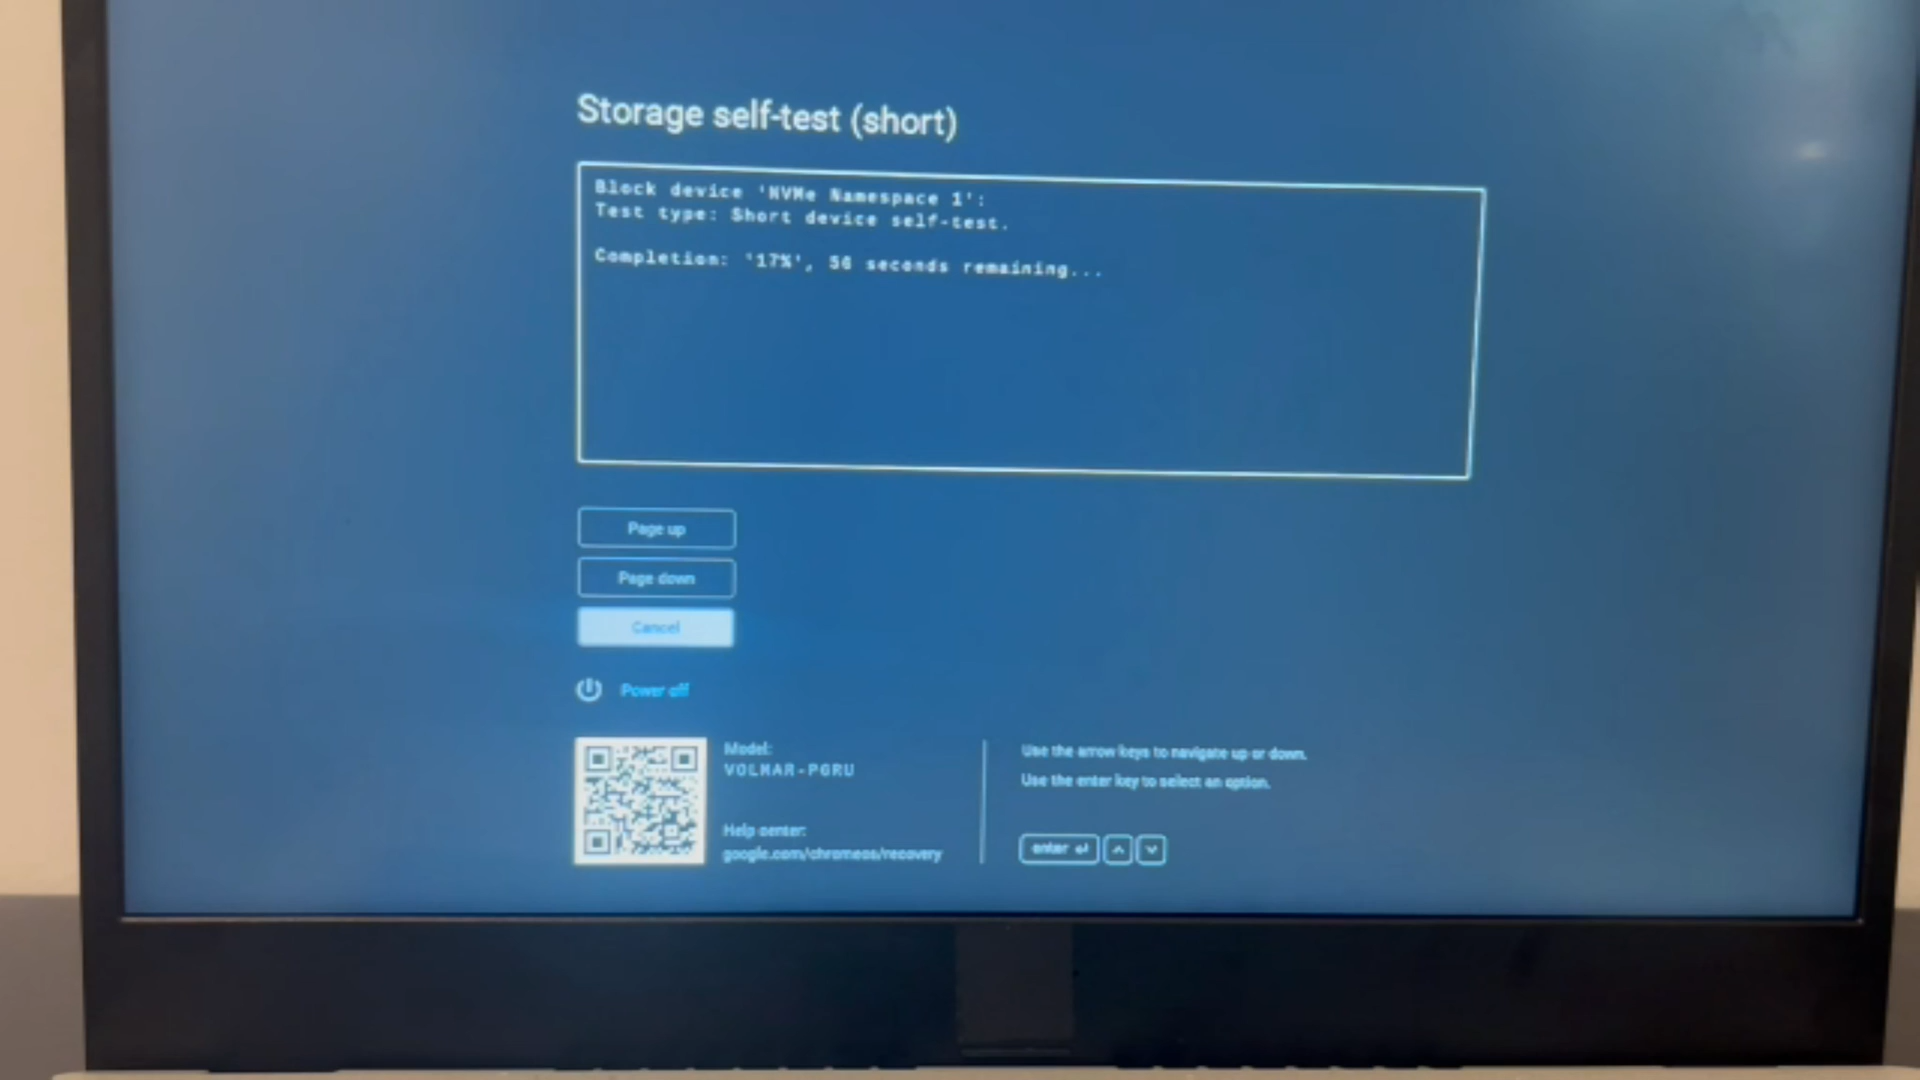 Storage self-test (short)
Block device 'NVMe Namespace 1':
Test type: Short device self-test.
Completion: '17%', 56 seconds remaining...
Page up
Page down
Cancel
Power off
Model:
VOLMAR-PGRU
Help center:
google.com/chromeos/recovery
Use the arrow keys to navigate up or down.
Use the enter key to select an option.
enter